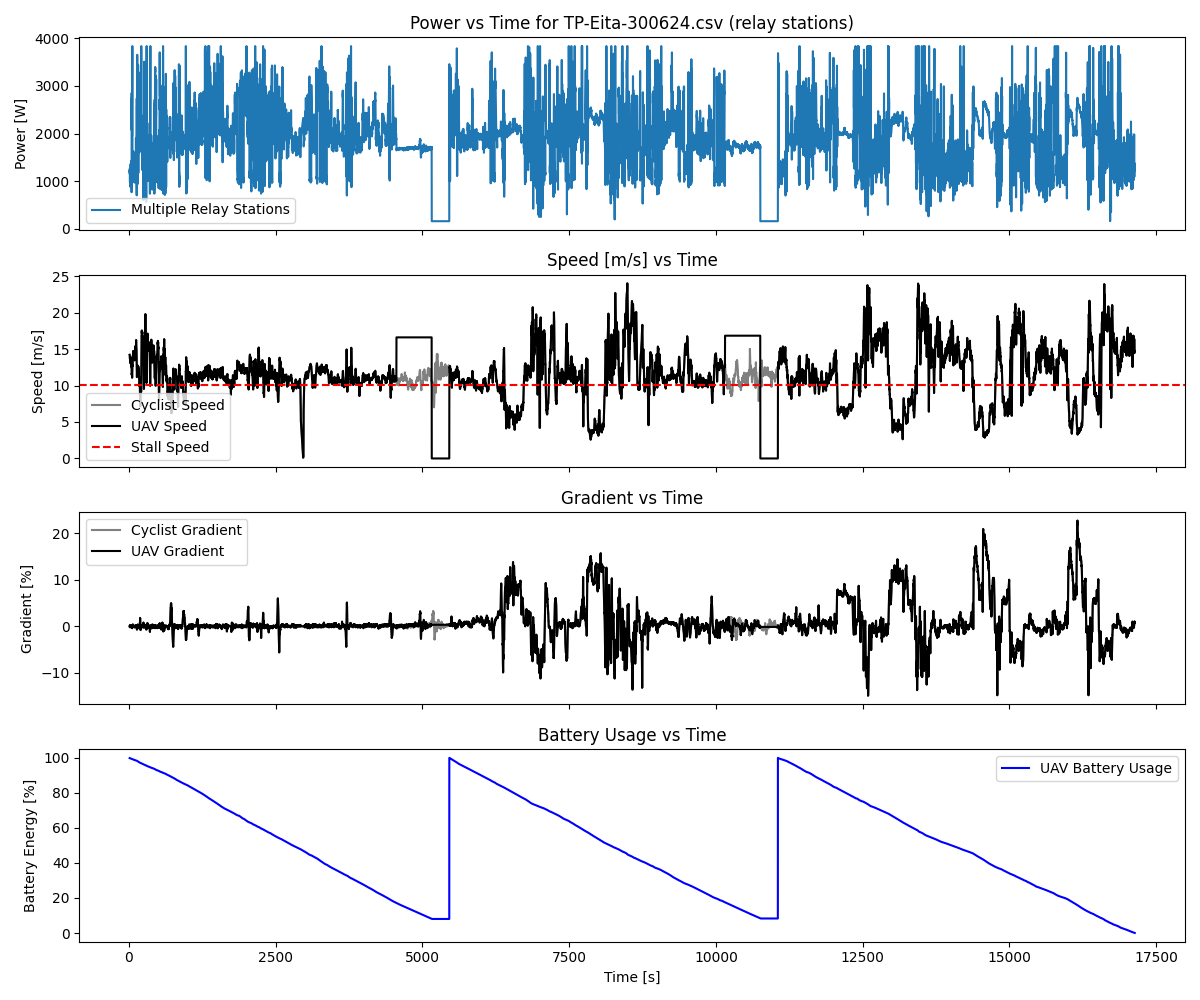 Power vs Time for TP-Eita-300624.csv (relay stations)
4000
3000
2000
1000
0
Power [W]
Multiple Relay Stations
Speed [m/s] vs Time
25
20
15
10
5
0
Speed [m/s]
Cyclist Speed
UAV Speed
Stall Speed
Gradient vs Time
20
10
0
−10
Gradient [%]
Cyclist Gradient
UAV Gradient
Battery Usage vs Time
100
80
60
40
20
0
Battery Energy [%]
UAV Battery Usage
0 2500 5000 7500 10000 12500 15000 17500
Time [s]